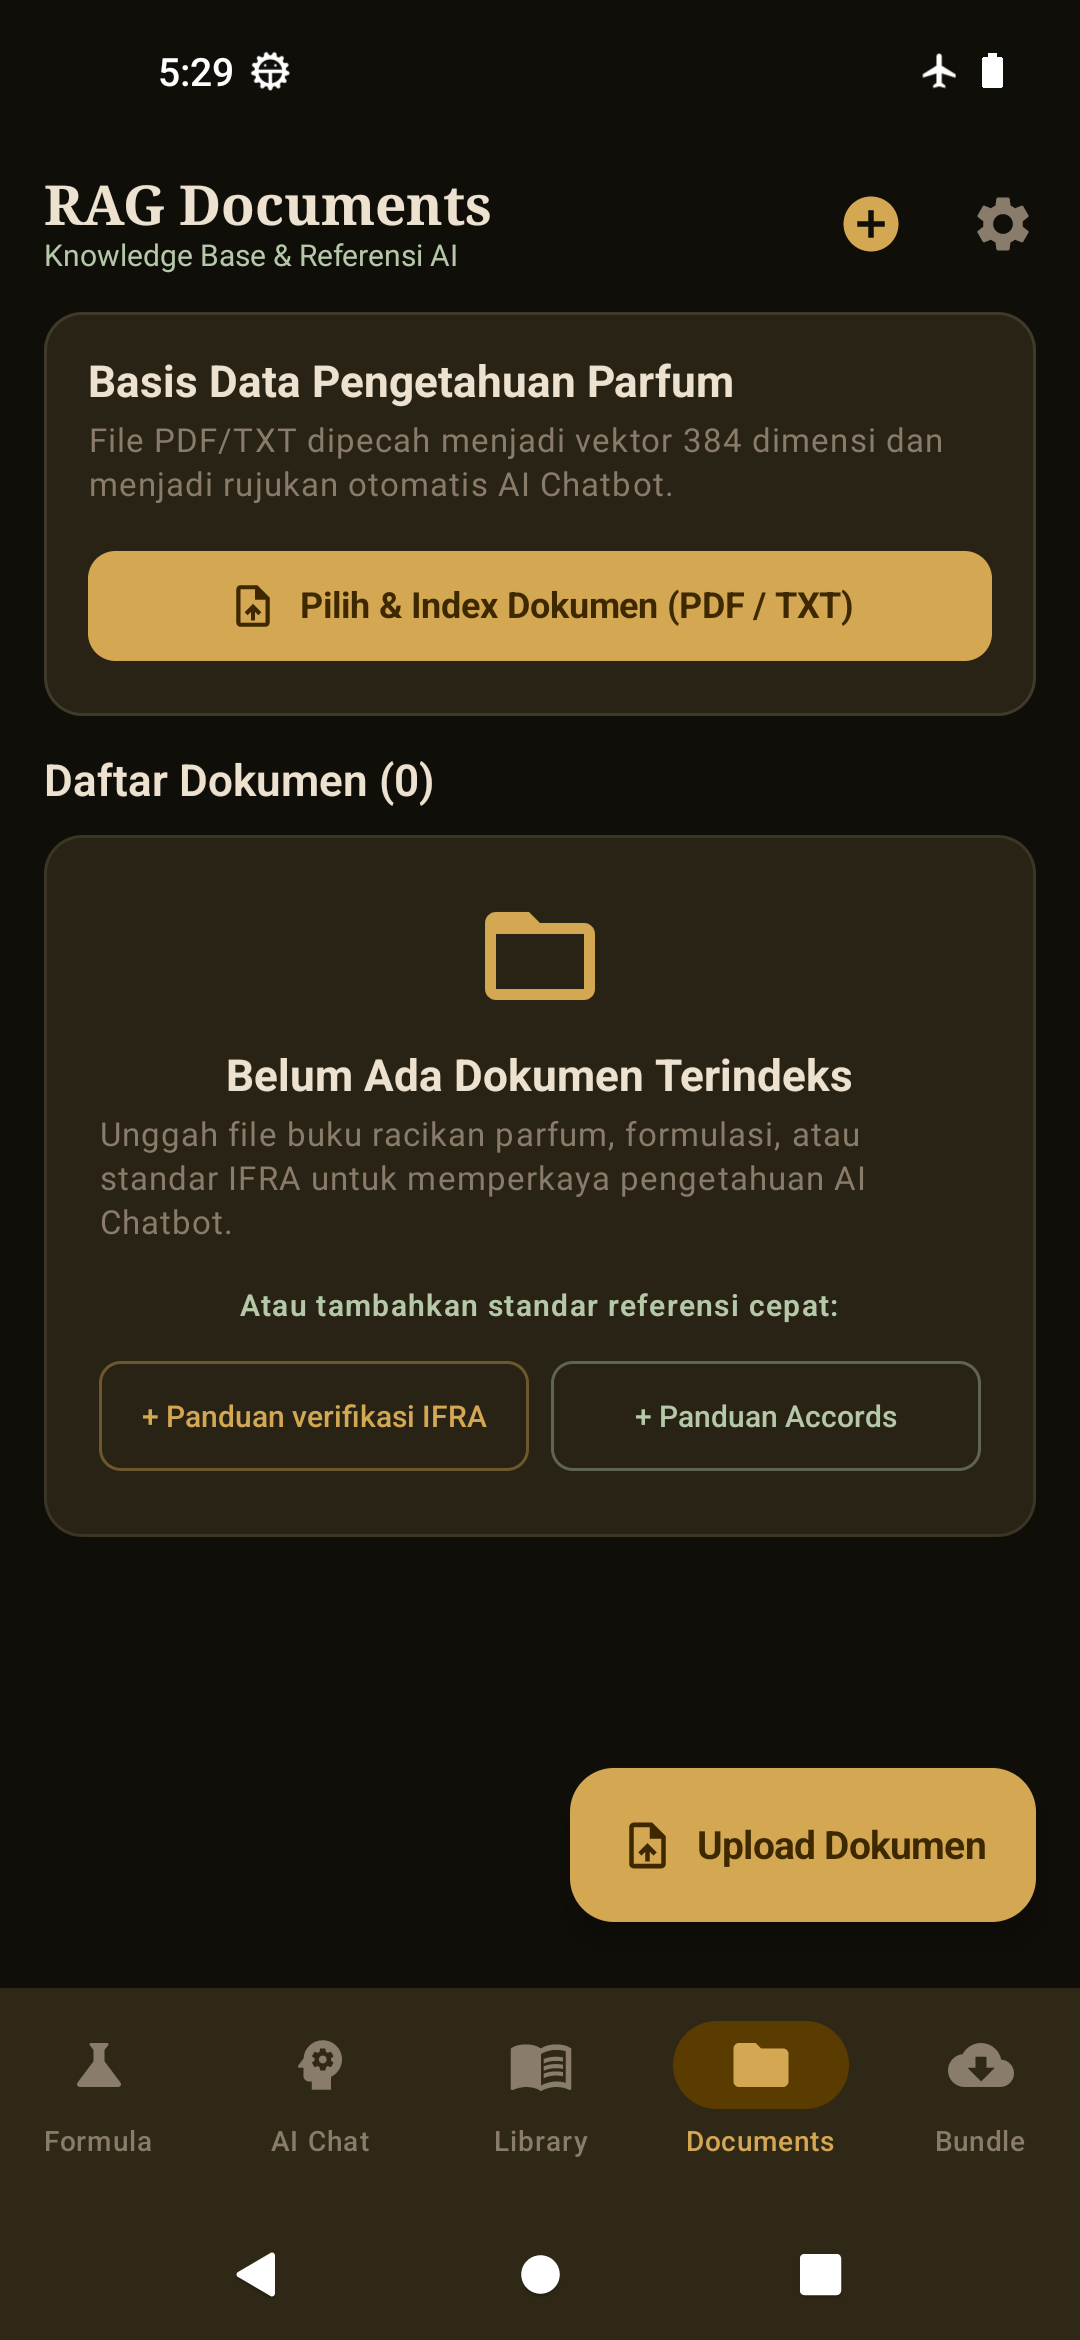 5:29
RAG Documents
Knowledge Base & Referensi AI
Basis Data Pengetahuan Parfum
File PDF/TXT dipecah menjadi vektor 384 dimensi dan
menjadi rujukan otomatis AI Chatbot.
Pilih & Index Dokumen (PDF / TXT)
Daftar Dokumen (0)
Belum Ada Dokumen Terindeks
Unggah file buku racikan parfum, formulasi, atau
standar IFRA untuk memperkaya pengetahuan AI
Chatbot.
Atau tambahkan standar referensi cepat:
+ Panduan verifikasi IFRA
+ Panduan Accords
Upload Dokumen
Formula
AI Chat
Library
Documents
Bundle